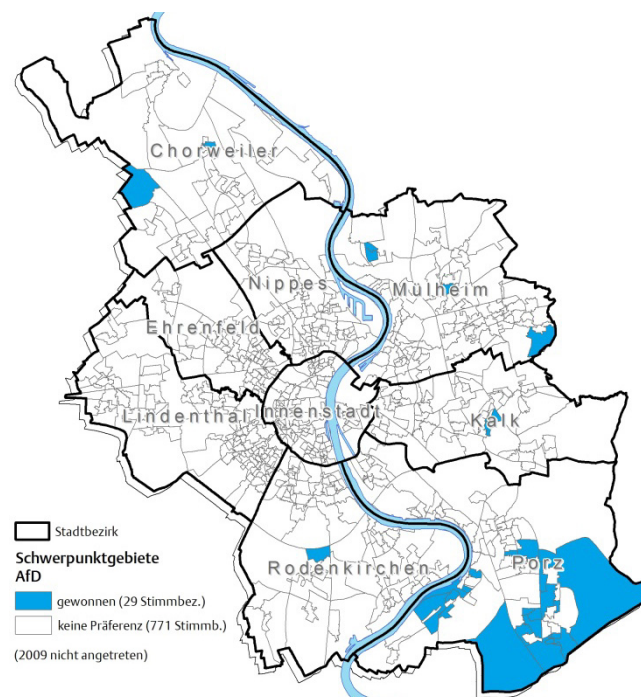 Chorweiler
Nippes
Mülheim
Ehrenfeld
Lindenthal
Innenstadt
Kalk
Rodenkirchen
Porz
Stadtbezirk
Schwerpunktgebiete
AfD
gewonnen (29 Stimmbez.)
keine Präferenz (771 Stimmb.)
(2009 nicht angetreten)